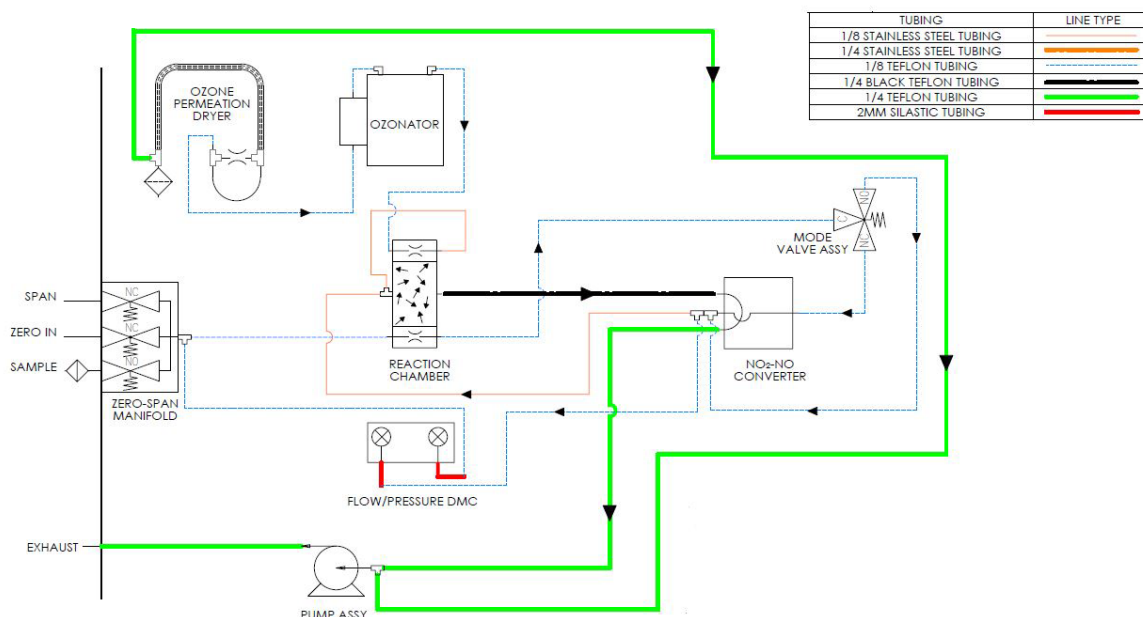 TUBING LINE TYPE
1/8 STAINLESS STEEL TUBING
1/4 STAINLESS STEEL TUBING
1/8 TEFLON TUBING
1/4 BLACK TEFLON TUBING
1/4 TEFLON TUBING
2MM SILASTIC TUBING
OZONE
PERMEATION
DRYER
OZONATOR
NO
C
NC
MODE
VALVE ASSY
SPAN
NC
ZERO IN
NC
SAMPLE
NO
ZERO-SPAN
MANIFOLD
REACTION
CHAMBER
NO₂-NO
CONVERTER
FLOW/PRESSURE DMC
EXHAUST
PUMP ASSY